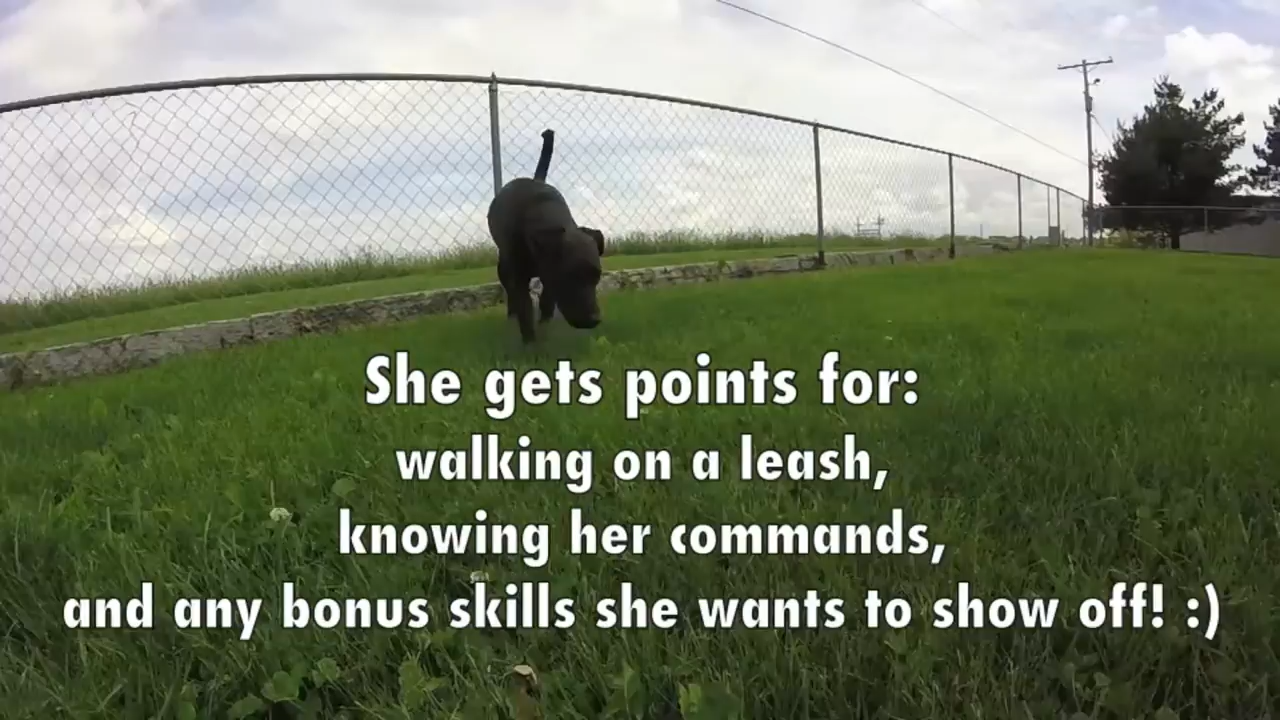 She gets points for:
walking on a leash,
knowing her commands,
and any bonus skills she wants to show off! :)